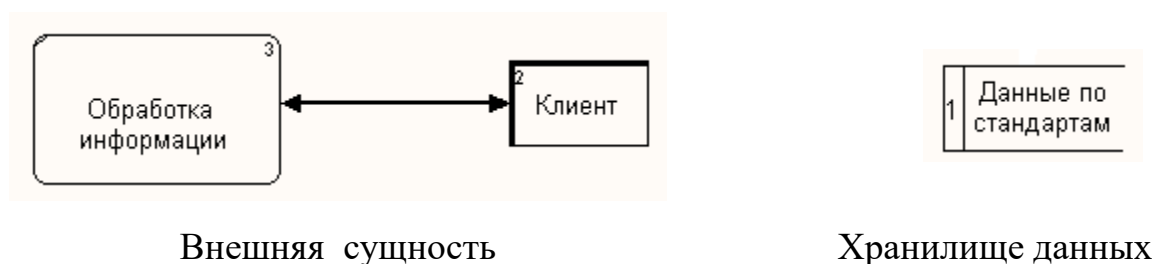 3
Обработка
информации
2
Клиент
1
Данные по
стандартам
Внешняя сущность
Хранилище данных